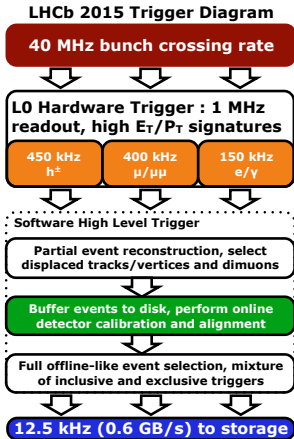 LHCb 2015 Trigger Diagram
40 MHz bunch crossing rate
L0 Hardware Trigger : 1 MHz
readout, high E_T/P_T signatures
450 kHz
h±
400 kHz
μ/μμ
150 kHz
e/γ
Software High Level Trigger
Partial event reconstruction, select
displaced tracks/vertices and dimuons
Buffer events to disk, perform online
detector calibration and alignment
Full offline-like event selection, mixture
of inclusive and exclusive triggers
12.5 kHz (0.6 GB/s) to storage